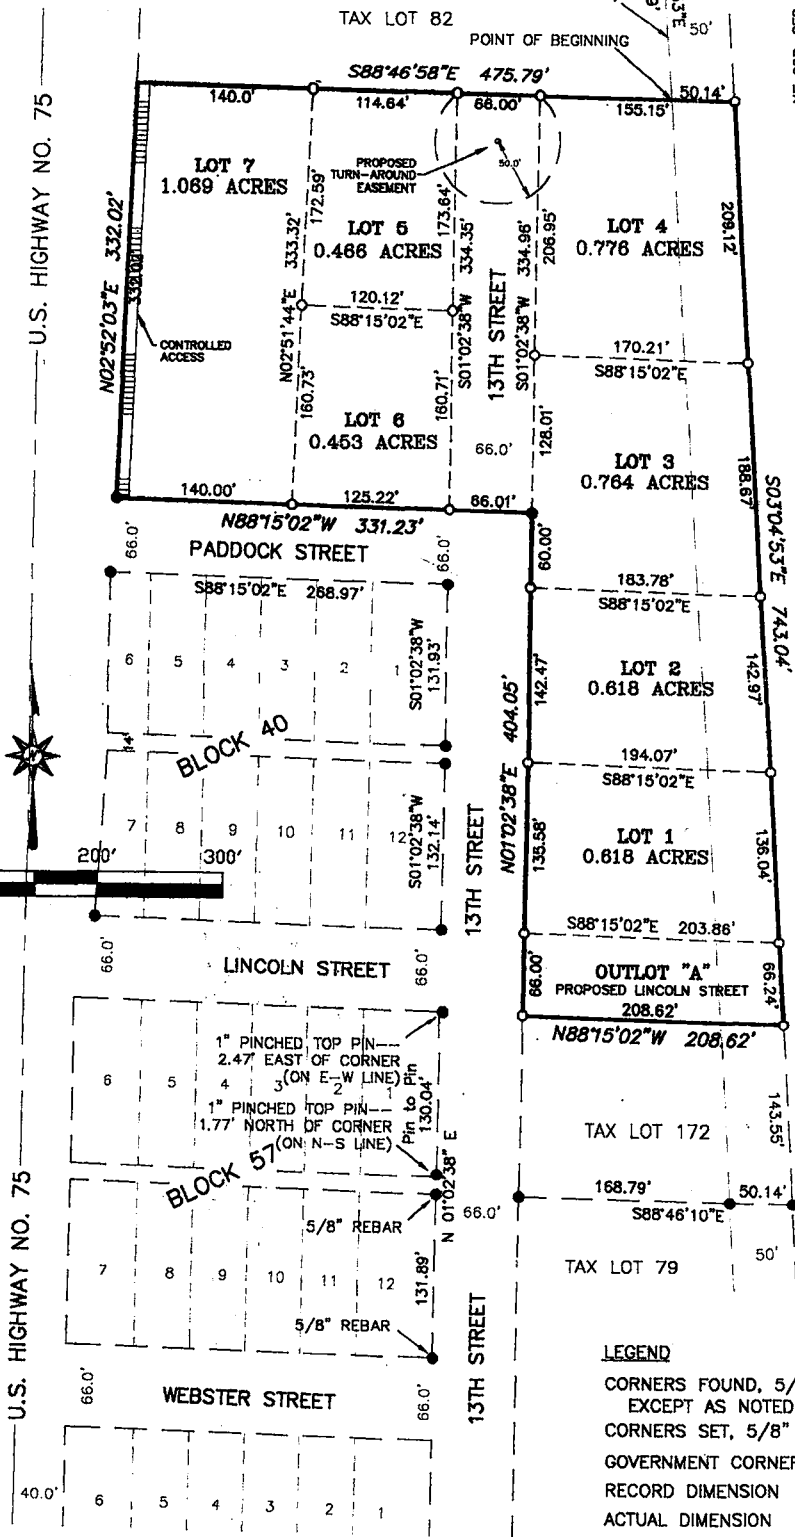 TAX LOT 82
50'
POINT OF BEGINNING
S88°46'58"E 475.79'
140.0'
114.64'
66.00'
155.15'
50.14'
U.S. HIGHWAY NO. 75
N02°52'03"E 332.02'
332.02'
LOT 7
1.069 ACRES
PROPOSED
TURN-AROUND
EASEMENT
50.0'
172.59'
333.32'
N02°51'44"E
160.73'
LOT 5
0.466 ACRES
173.64'
334.35'
S01°02'38"W
334.96'
S01°02'38"W
206.95'
LOT 4
0.776 ACRES
209.12'
120.12'
S88°15'02"E
13TH STREET
CONTROLLED
ACCESS
170.21'
S88°15'02"E
LOT 6
0.453 ACRES
160.71'
66.0'
128.01'
LOT 3
0.764 ACRES
188.67'
S03°04'53"E 743.04'
140.00'
125.22'
66.01'
N88°15'02"W 331.23'
66.0'
PADDOCK STREET
66.0'
60.00'
S88°15'02"E 268.97'
183.78'
S88°15'02"E
6
5
4
3
2
1
S01°02'38"W
131.93'
142.47'
N01°02'38"E 404.05'
LOT 2
0.618 ACRES
142.97'
14'
BLOCK 40
194.07'
S88°15'02"E
7
8
9
10
11
12
S01°02'38"W
132.14'
13TH STREET
135.58'
LOT 1
0.618 ACRES
136.04'
200'
300'
S88°15'02"E 203.86'
66.0'
LINCOLN STREET
66.0'
66.00'
OUTLOT "A"
PROPOSED LINCOLN STREET
208.62'
66.24'
N88°15'02"W 208.62'
1" PINCHED TOP PIN--
2.47' EAST OF CORNER
(ON E-W LINE)
1" PINCHED TOP PIN--
1.77' NORTH OF CORNER
(ON N-S LINE)
Pin to Pin
130.04'
6
5
4
3
2
1
TAX LOT 172
143.55'
BLOCK 57
N 01°02'38" E
168.79'
50.14'
S88°46'10"E
5/8" REBAR
66.0'
50'
TAX LOT 79
7
8
9
10
11
12
131.89'
5/8" REBAR
U.S. HIGHWAY NO. 75
66.0'
WEBSTER STREET
66.0'
13TH STREET
40.0'
6
5
4
3
2
1
LEGEND
CORNERS FOUND, 5/
EXCEPT AS NOTED
CORNERS SET, 5/8"
GOVERNMENT CORNER
RECORD DIMENSION
ACTUAL DIMENSION